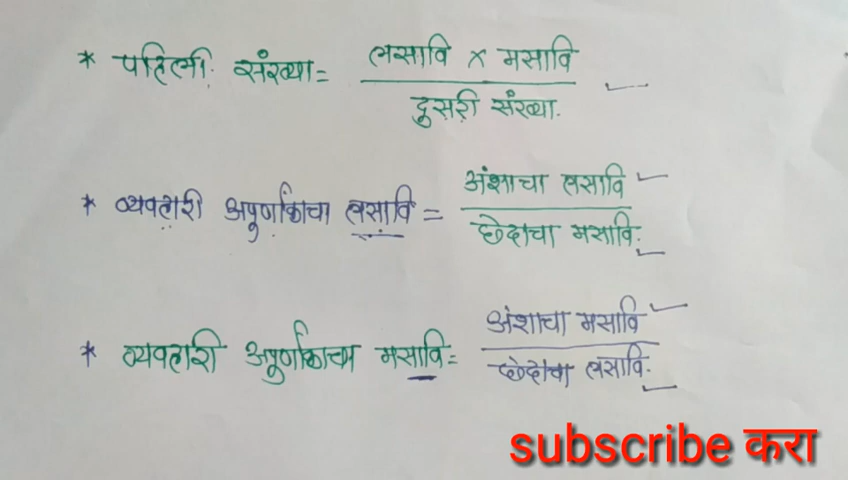 * पहिली संख्या = लसावि x मसावि
दुसरी संख्या.
* व्यवहारी अपुर्णांकाचा लसावि = अंशाचा लसावि
छेदाचा मसावि.
* व्यवहारी अपुर्णांकाचा मसावि = अंशाचा मसावि
छेदाचा लसावि.
subscribe करा